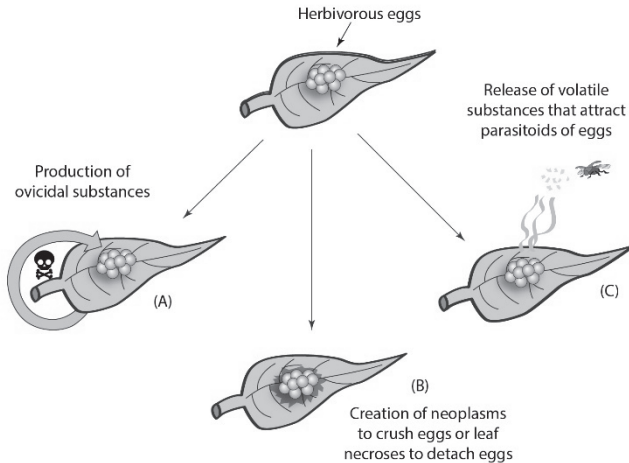 Herbivorous eggs
Release of volatile
substances that attract
parasitoids of eggs
Production of
ovicidal substances
(A)
(C)
(B)
Creation of neoplasms
to crush eggs or leaf
necroses to detach eggs